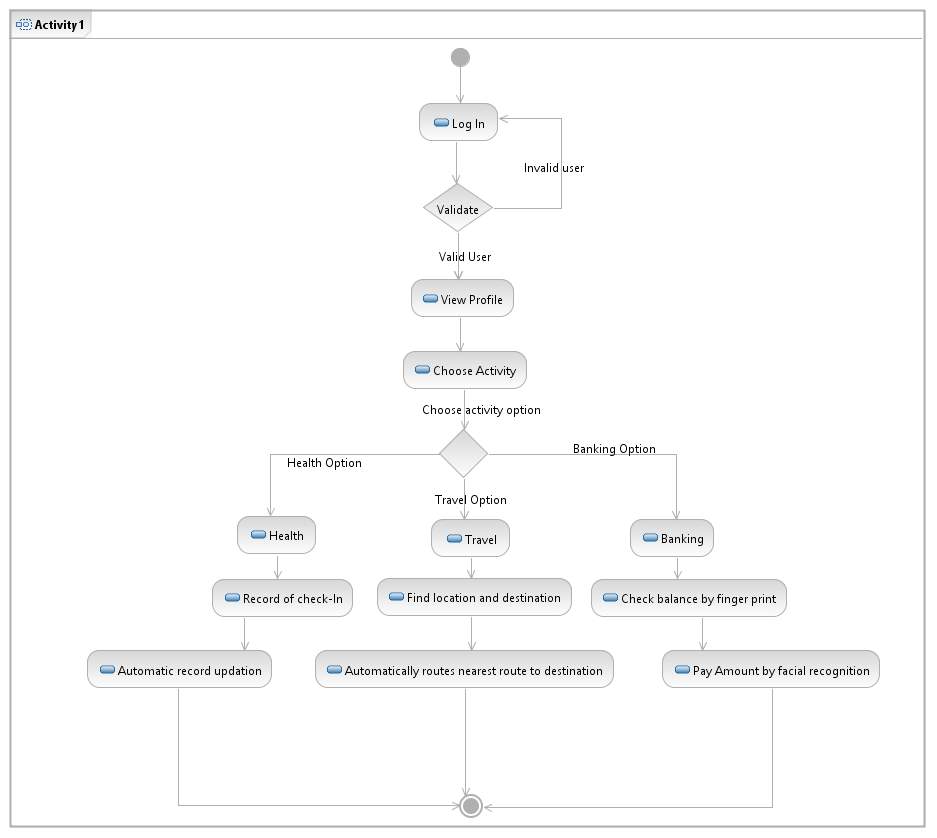 Activity1
Log In
Invalid user
Validate
Valid User
View Profile
Choose Activity
Choose activity option
Banking Option
Health Option
Travel Option
Health
Travel
Banking
Record of check-In
Find location and destination
Check balance by finger print
Automatic record updation
Automatically routes nearest route to destination
Pay Amount by facial recognition